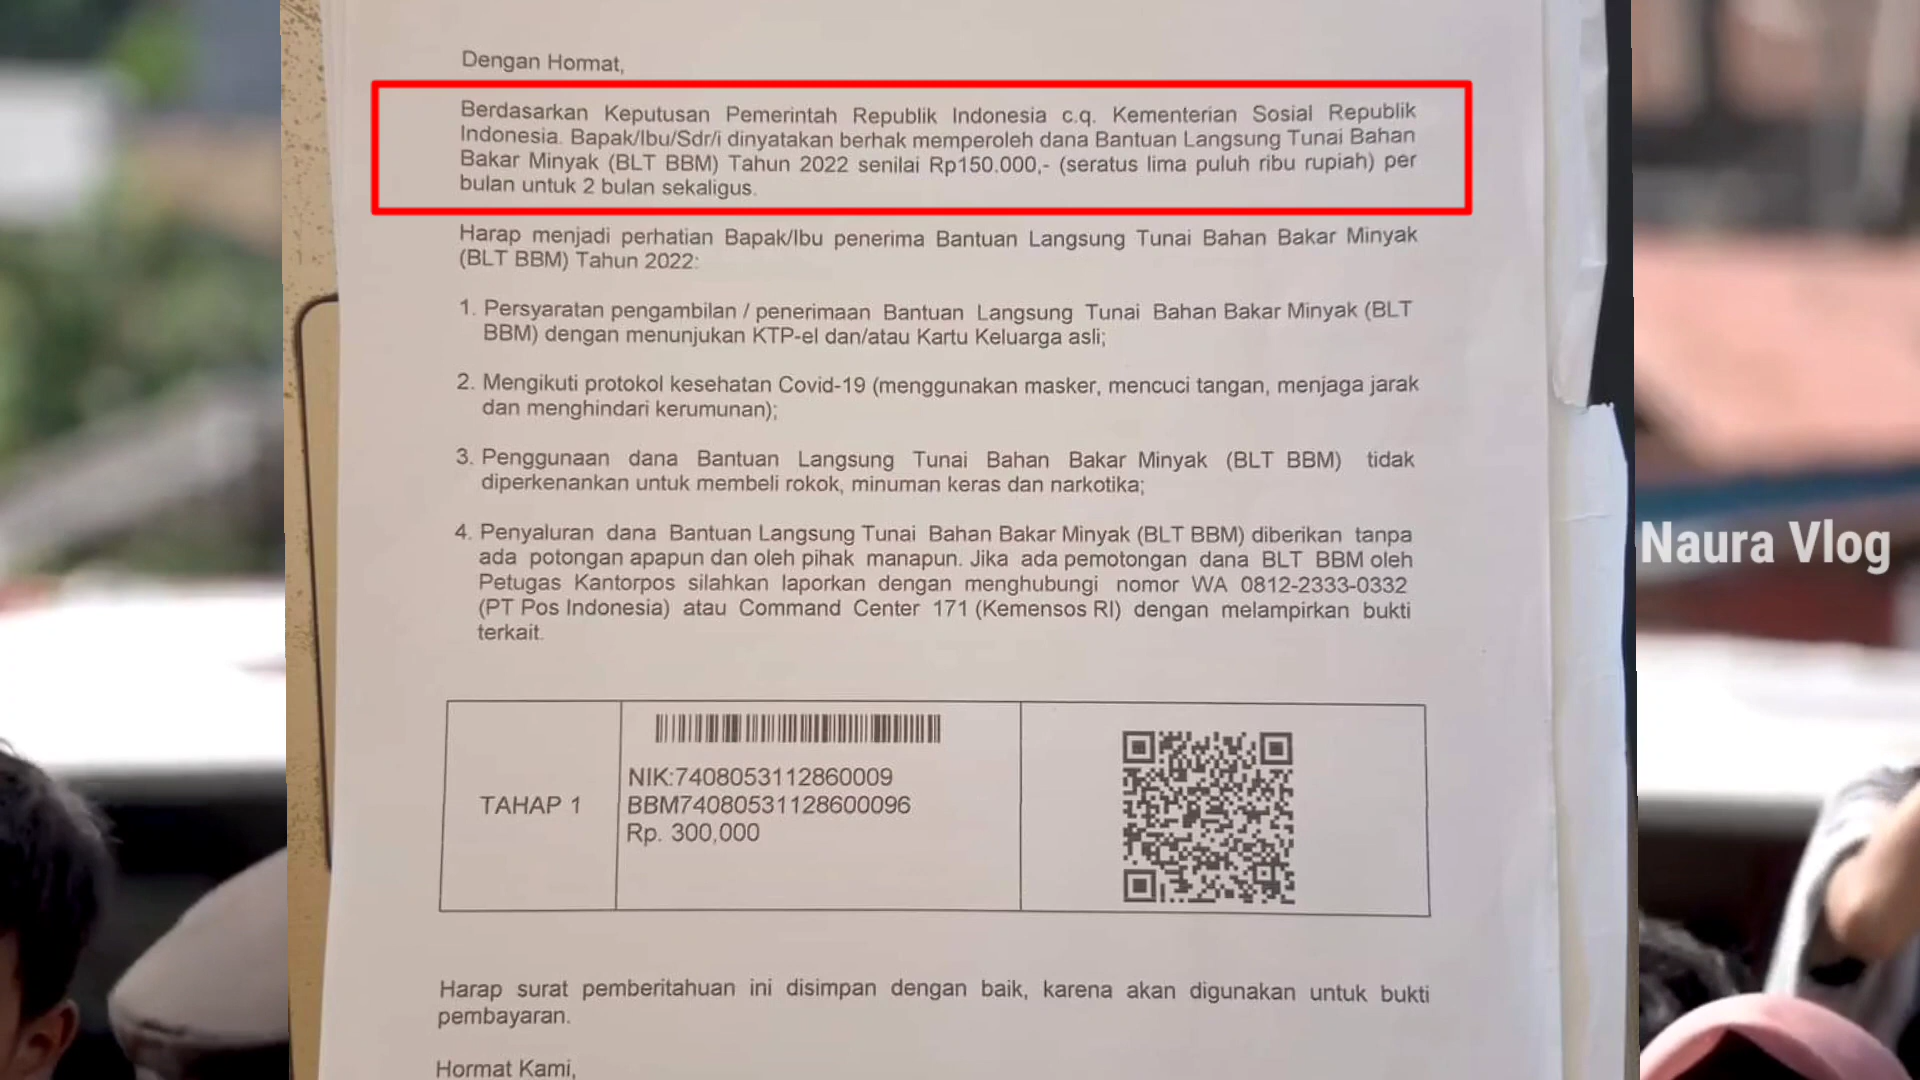 Dengan Hormat,
Berdasarkan Keputusan Pemerintah Republik Indonesia c.q. Kementerian Sosial Republik
Indonesia. Bapak/Ibu/Sdr/i dinyatakan berhak memperoleh dana Bantuan Langsung Tunai Bahan
Bakar Minyak (BLT BBM) Tahun 2022 senilai Rp150.000,- (seratus lima puluh ribu rupiah) per
bulan untuk 2 bulan sekaligus.
Harap menjadi perhatian Bapak/Ibu penerima Bantuan Langsung Tunai Bahan Bakar Minyak
(BLT BBM) Tahun 2022:
1. Persyaratan pengambilan / penerimaan Bantuan Langsung Tunai Bahan Bakar Minyak (BLT
BBM) dengan menunjukan KTP-el dan/atau Kartu Keluarga asli;
2. Mengikuti protokol kesehatan Covid-19 (menggunakan masker, mencuci tangan, menjaga jarak
dan menghindari kerumunan);
3. Penggunaan dana Bantuan Langsung Tunai Bahan Bakar Minyak (BLT BBM) tidak
diperkenankan untuk membeli rokok, minuman keras dan narkotika;
4. Penyaluran dana Bantuan Langsung Tunai Bahan Bakar Minyak (BLT BBM) diberikan tanpa
ada potongan apapun dan oleh pihak manapun. Jika ada pemotongan dana BLT BBM oleh
Petugas Kantorpos silahkan laporkan dengan menghubungi nomor WA 0812-2333-0332
(PT Pos Indonesia) atau Command Center 171 (Kemensos RI) dengan melampirkan bukti
terkait.
TAHAP 1
NIK:7408053112860009
BBM74080531128600096
Rp. 300,000
Harap surat pemberitahuan ini disimpan dengan baik, karena akan digunakan untuk bukti
pembayaran.
Hormat Kami,
Naura Vlog